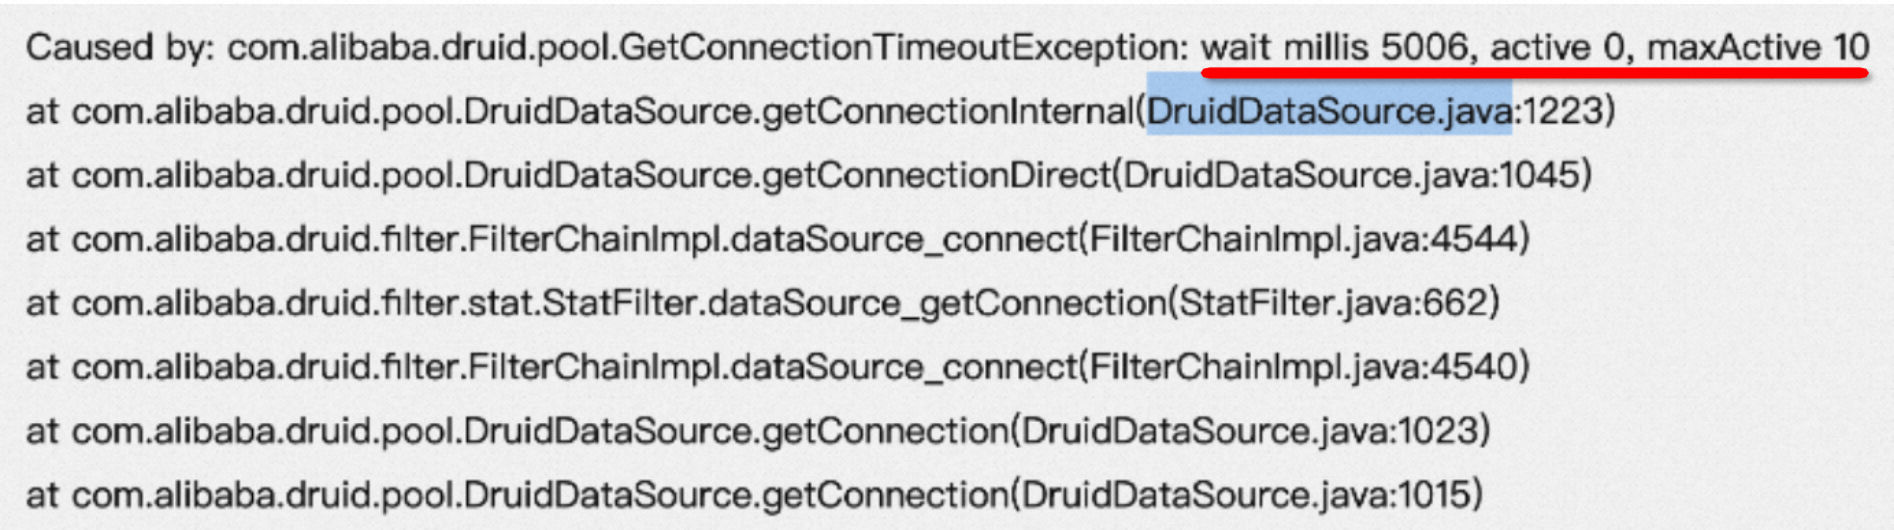 Caused by: com.alibaba.druid.pool.GetConnectionTimeoutException: wait millis 5006, active 0, maxActive 10
at com.alibaba.druid.pool.DruidDataSource.getConnectionInternal(DruidDataSource.java:1223)
at com.alibaba.druid.pool.DruidDataSource.getConnectionDirect(DruidDataSource.java:1045)
at com.alibaba.druid.filter.FilterChainImpl.dataSource_connect(FilterChainImpl.java:4544)
at com.alibaba.druid.filter.stat.StatFilter.dataSource_getConnection(StatFilter.java:662)
at com.alibaba.druid.filter.FilterChainImpl.dataSource_connect(FilterChainImpl.java:4540)
at com.alibaba.druid.pool.DruidDataSource.getConnection(DruidDataSource.java:1023)
at com.alibaba.druid.pool.DruidDataSource.getConnection(DruidDataSource.java:1015)